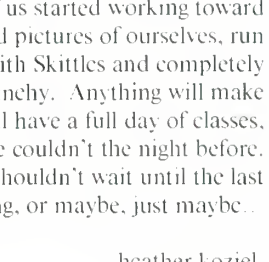 us started working toward
d pictures of ourselves, run
ith Skittles and completely
nchy. Anything will make
l have a full day of classes,
e couldn't the night before.
houldn't wait until the last
g, or maybe, just maybe..
heather koziel